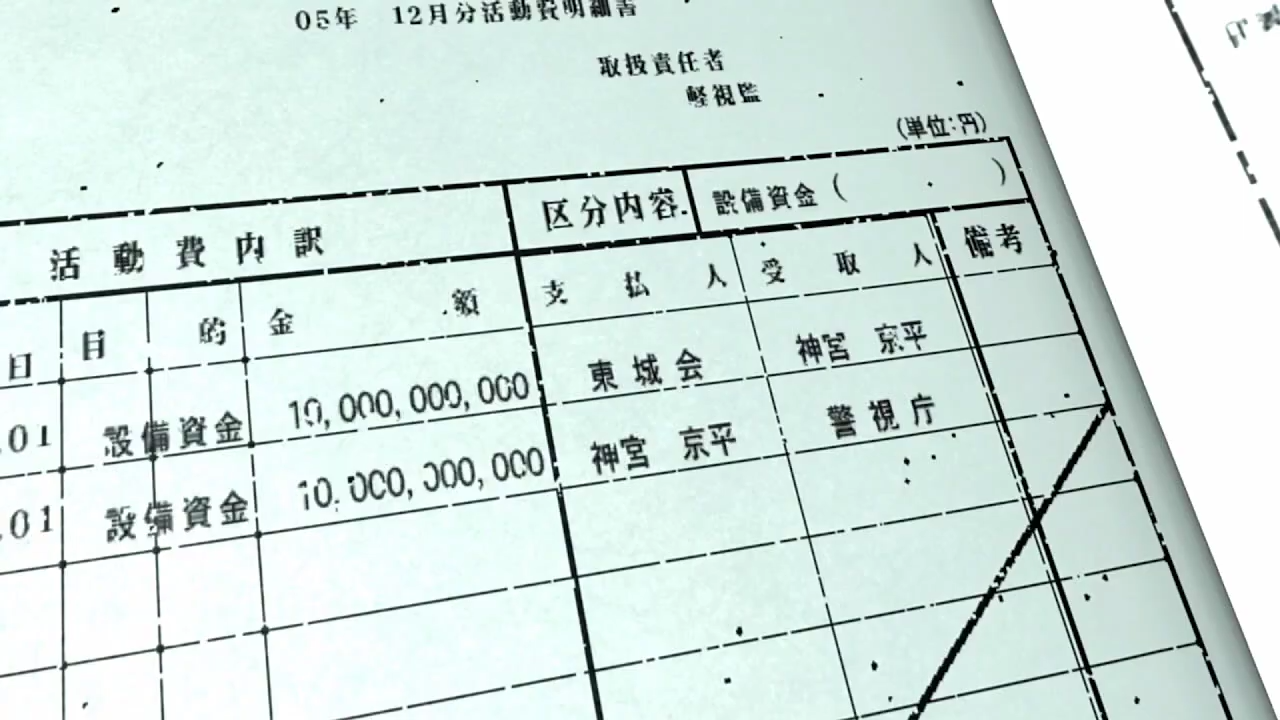 05年 12月分活動費明細書
取扱責任者
警視監
(単位:円)
活動費内訳 区分内容 設備資金( )
日 目的 金額 支払人 受取人 備考
.01 設備資金 10,000,000,000 東城会 神宮 京平
.01 設備資金 10,000,000,000 神宮 京平 警視庁